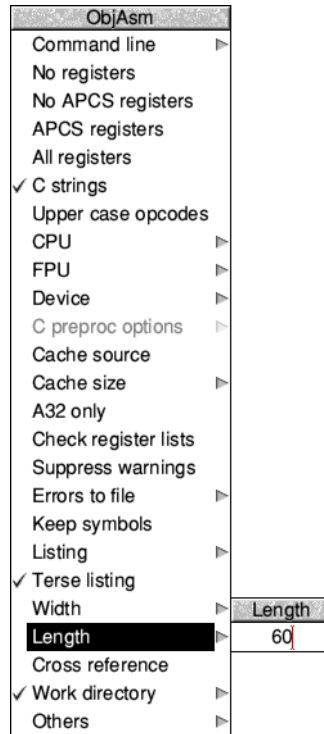 ObjAsm
Command line
No registers
No APCS registers
APCS registers
All registers
✓ C strings
Upper case opcodes
CPU
FPU
Device
C preproc options
Cache source
Cache size
A32 only
Check register lists
Suppress warnings
Errors to file
Keep symbols
Listing
✓ Terse listing
Width
Length
Length
60
Cross reference
✓ Work directory
Others